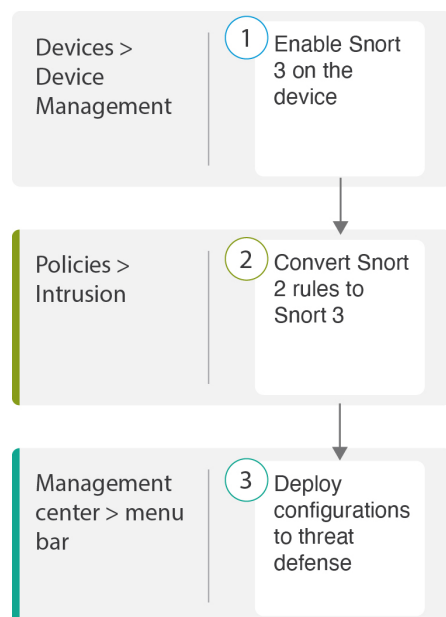 Devices >
Device
Management
1
Enable Snort
3 on the
device
Policies >
Intrusion
2
Convert Snort
2 rules to
Snort 3
Management
center > menu
bar
3
Deploy
configurations
to threat
defense